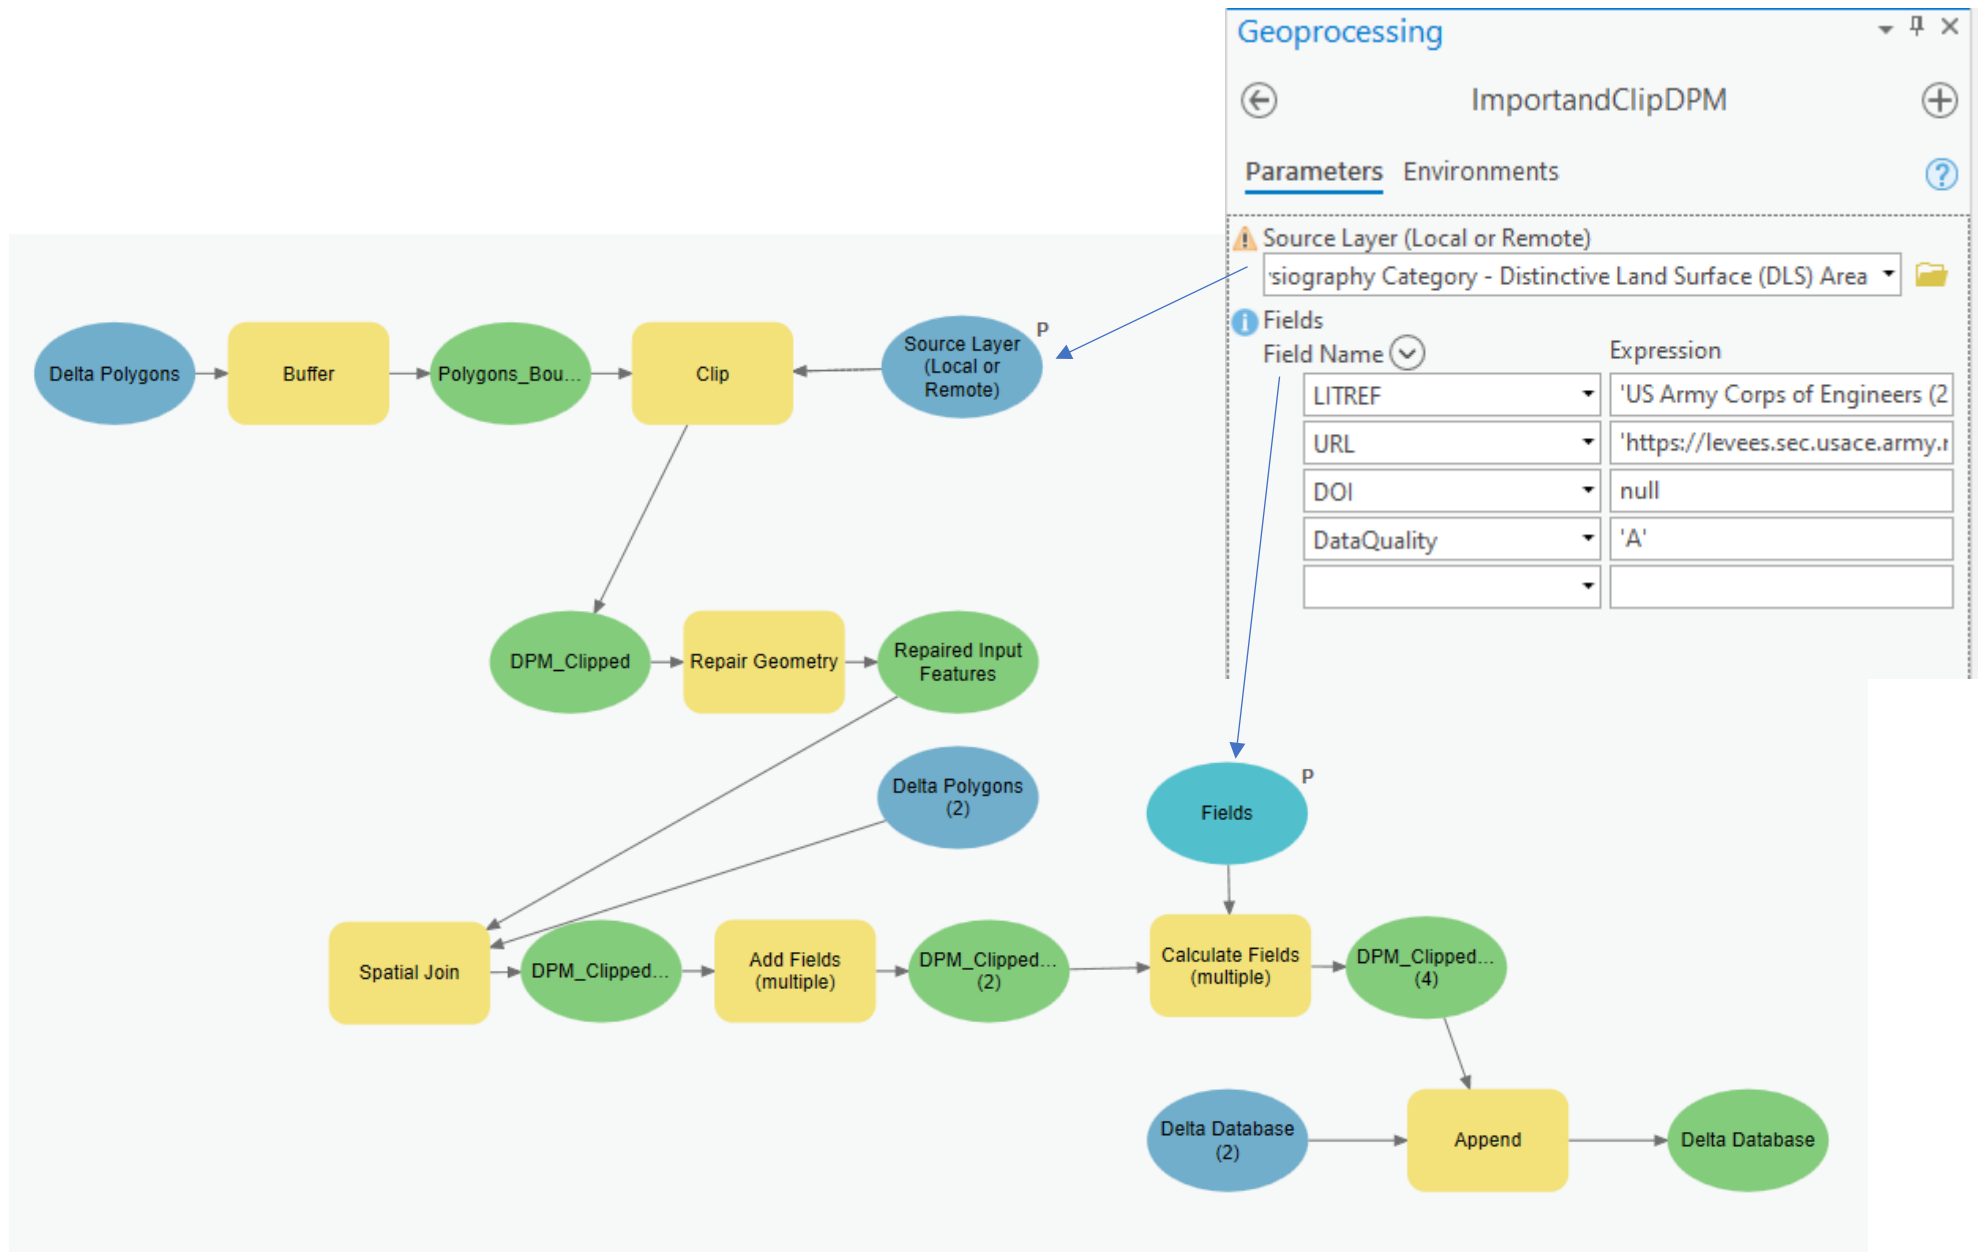 Geoprocessing
ImportandClipDPM
Parameters Environments
Source Layer (Local or Remote)
siography Category - Distinctive Land Surface (DLS) Area
Fields
Field Name Expression
LITREF 'US Army Corps of Engineers (2
URL 'https://levees.sec.usace.army.
DOI null
DataQuality 'A'
Delta Polygons
Buffer
Polygons_Bou...
Clip
Source Layer
(Local or
Remote)
P
DPM_Clipped
Repair Geometry
Repaired Input
Features
Delta Polygons
(2)
Fields
P
Spatial Join
DPM_Clipped...
Add Fields
(multiple)
DPM_Clipped...
(2)
Calculate Fields
(multiple)
DPM_Clipped...
(4)
Delta Database
(2)
Append
Delta Database